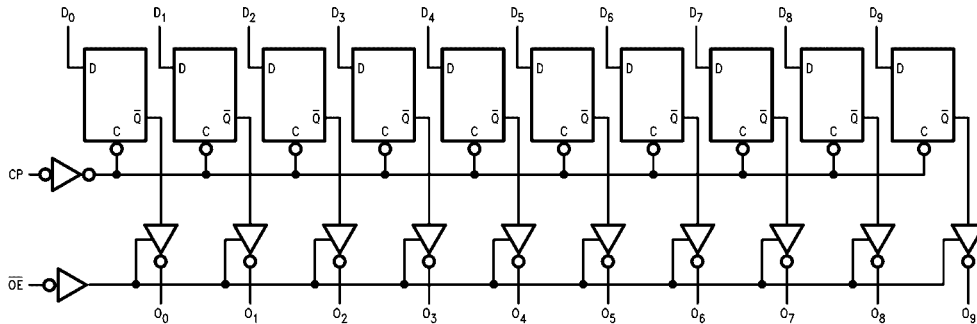 D₀ D₁ D₂ D₃ D₄ D₅ D₆ D₇ D₈ D₉
D D D D D D D D D D
Q̅ Q̅ Q̅ Q̅ Q̅ Q̅ Q̅ Q̅ Q̅ Q̅
C C C C C C C C C C
CP
O̅E̅
O₀ O₁ O₂ O₃ O₄ O₅ O₆ O₇ O₈ O₉